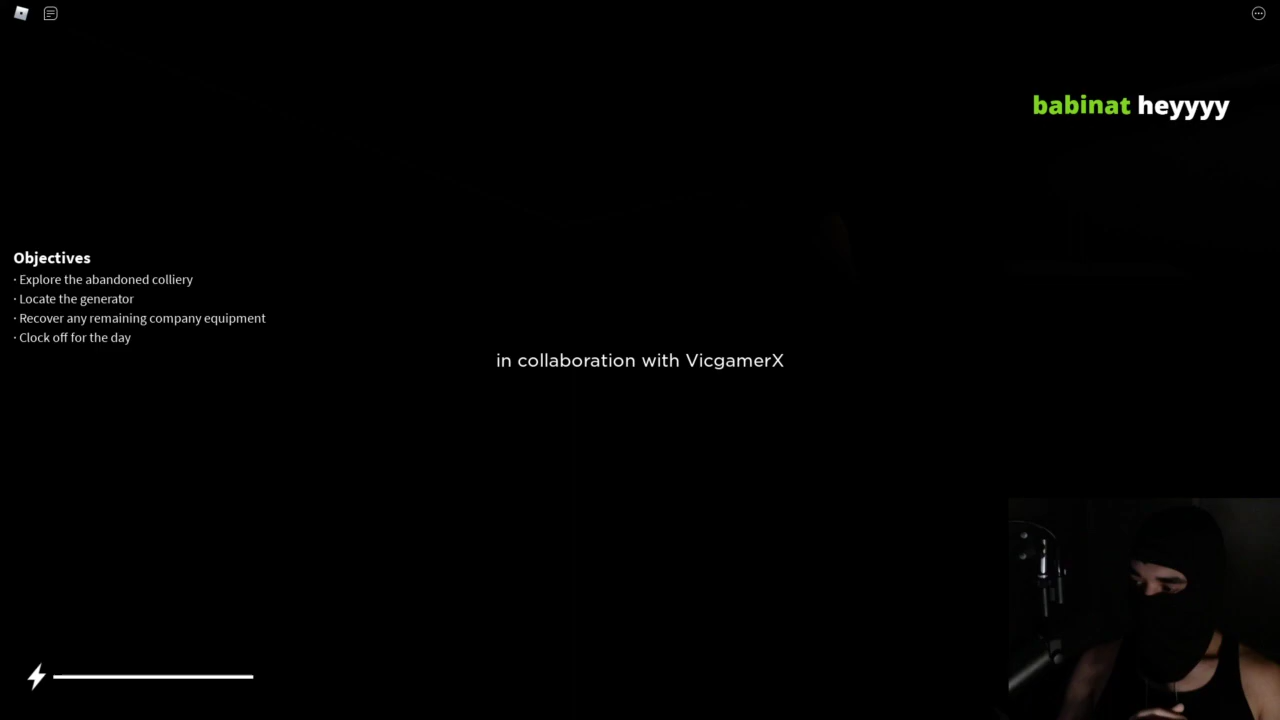 babinat heyyyy
Objectives
· Explore the abandoned colliery
· Locate the generator
· Recover any remaining company equipment
· Clock off for the day
in collaboration with VicgamerX